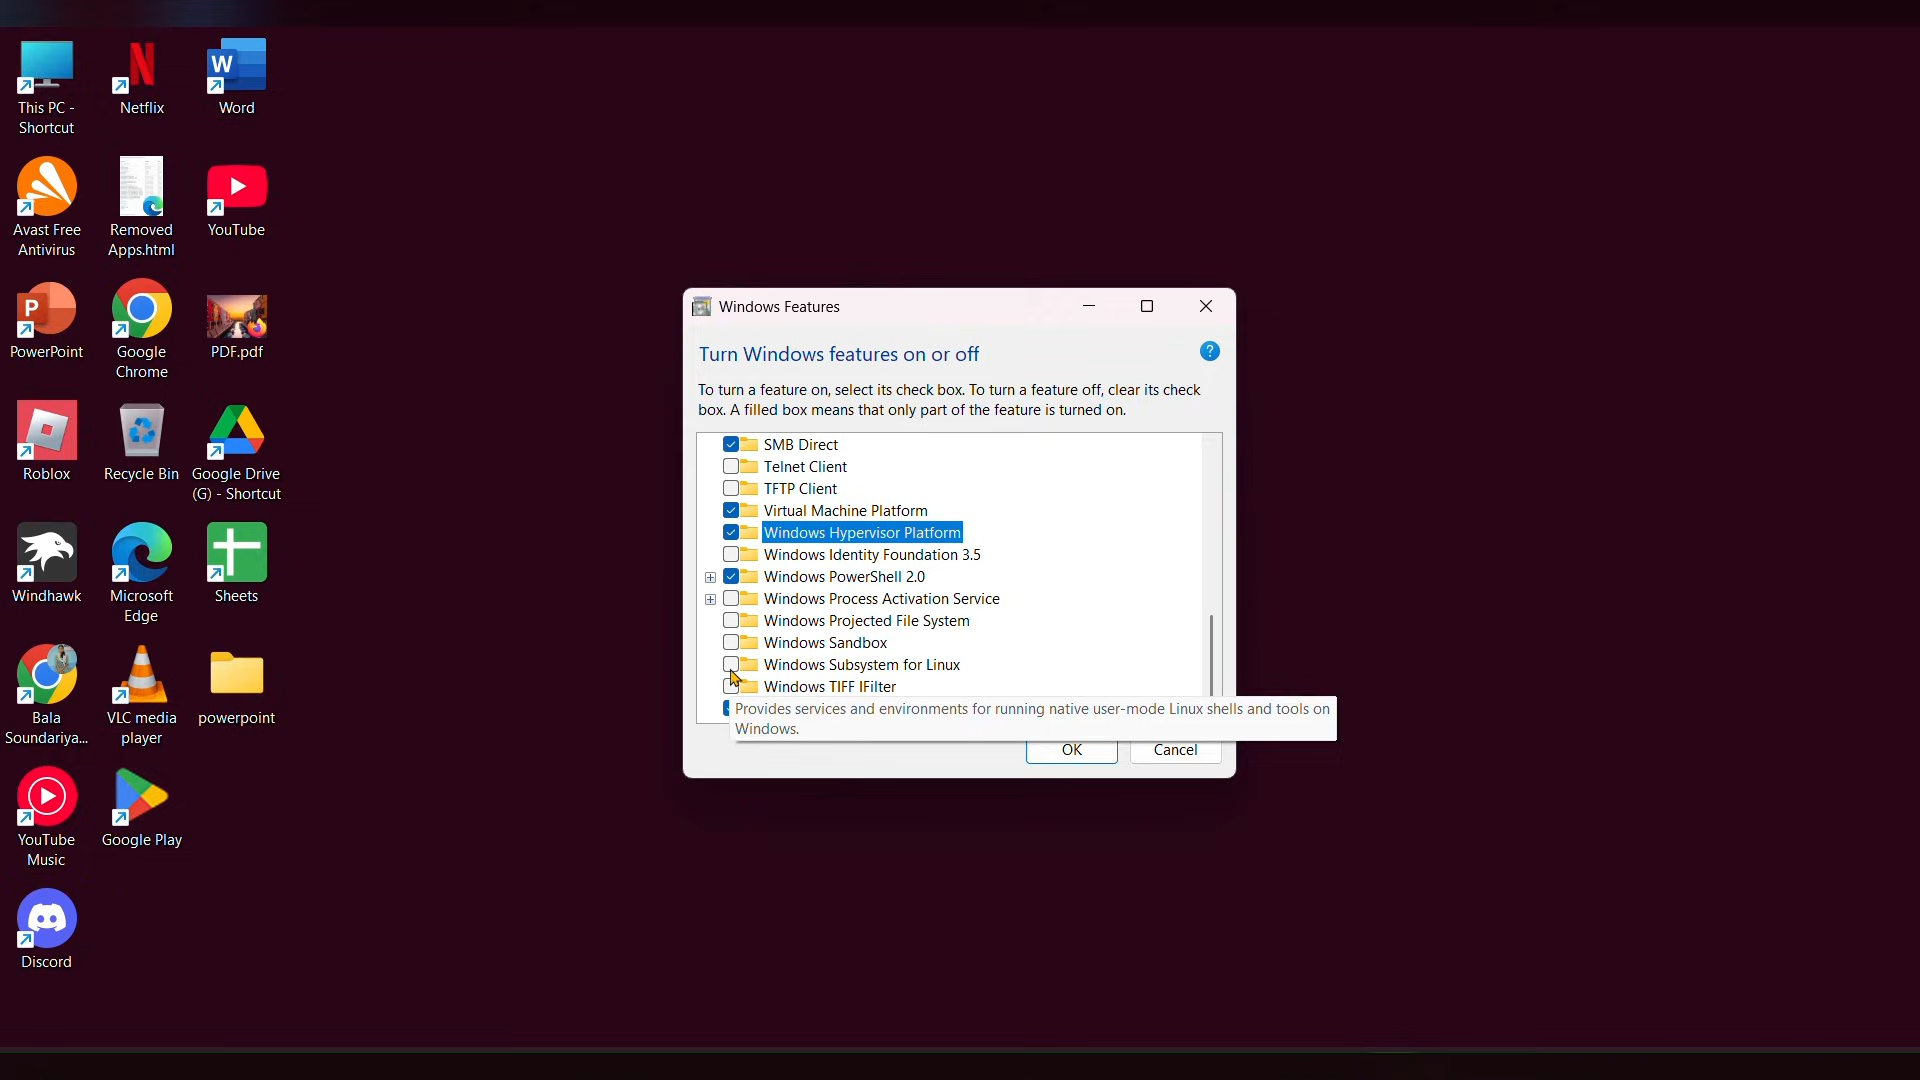 This PC -
Shortcut
Netflix
W
Word
Avast Free
Antivirus
Removed
Apps.html
YouTube
P
PowerPoint
Google
Chrome
PDF.pdf
Roblox
Recycle Bin
Google Drive
(G) - Shortcut
Windhawk
Microsoft
Edge
Sheets
Bala
Soundariya...
VLC media
player
powerpoint
YouTube
Music
Google Play
Discord
Windows Features
Turn Windows features on or off
?
To turn a feature on, select its check box. To turn a feature off, clear its check
box. A filled box means that only part of the feature is turned on.
SMB Direct
Telnet Client
TFTP Client
Virtual Machine Platform
Windows Hypervisor Platform
Windows Identity Foundation 3.5
Windows PowerShell 2.0
Windows Process Activation Service
Windows Projected File System
Windows Sandbox
Windows Subsystem for Linux
Windows TIFF IFilter
Provides services and environments for running native user-mode Linux shells and tools on
Windows.
OK
Cancel